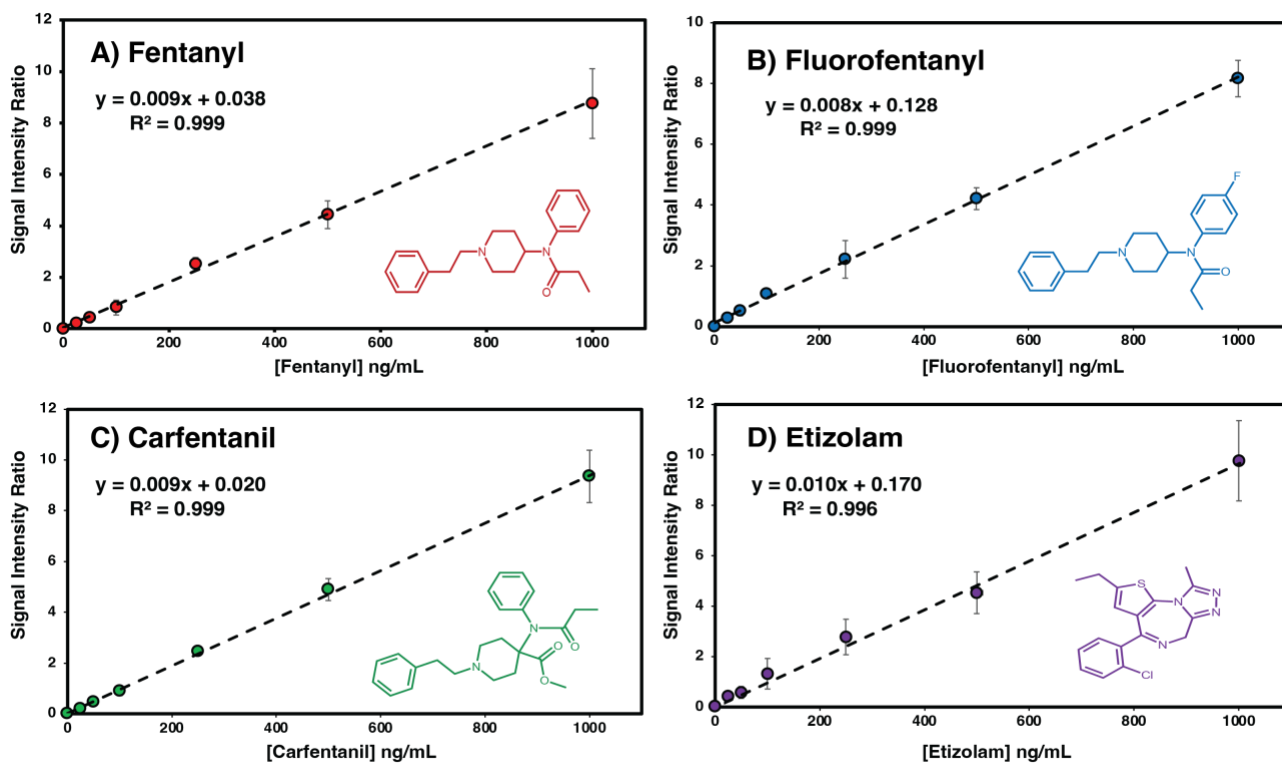 A) Fentanyl
y = 0.009x + 0.038
R² = 0.999
Signal Intensity Ratio
12
10
8
6
4
2
0
0 200 400 600 800 1000
[Fentanyl] ng/mL
N
N
O
B) Fluorofentanyl
y = 0.008x + 0.128
R² = 0.999
Signal Intensity Ratio
10
8
6
4
2
0
0 200 400 600 800 1000
[Fluorofentanyl] ng/mL
F
N
N
O
C) Carfentanil
y = 0.009x + 0.020
R² = 0.999
Signal Intensity Ratio
12
10
8
6
4
2
0
0 200 400 600 800 1000
[Carfentanil] ng/mL
N
O
O
N
O
D) Etizolam
y = 0.010x + 0.170
R² = 0.996
Signal Intensity Ratio
12
10
8
6
4
2
0
0 200 400 600 800 1000
[Etizolam] ng/mL
S
N
N
N
N
Cl